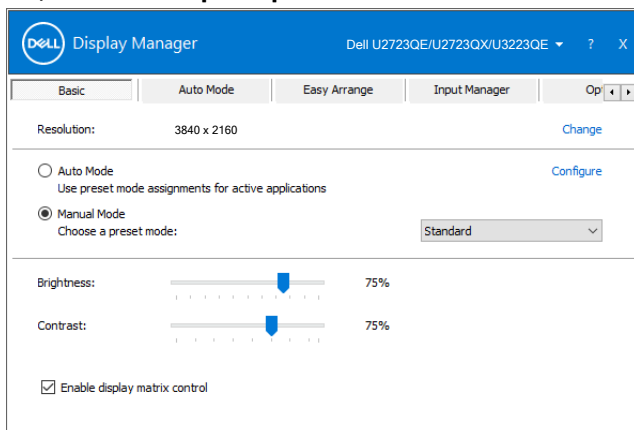 DELL Display Manager Dell U2723QE/U2723QX/U3223QE ? X
Basic Auto Mode Easy Arrange Input Manager Op
Resolution: 3840 x 2160 Change
Auto Mode Configure
Use preset mode assignments for active applications
Manual Mode
Choose a preset mode: Standard
Brightness: 75%
Contrast: 75%
Enable display matrix control